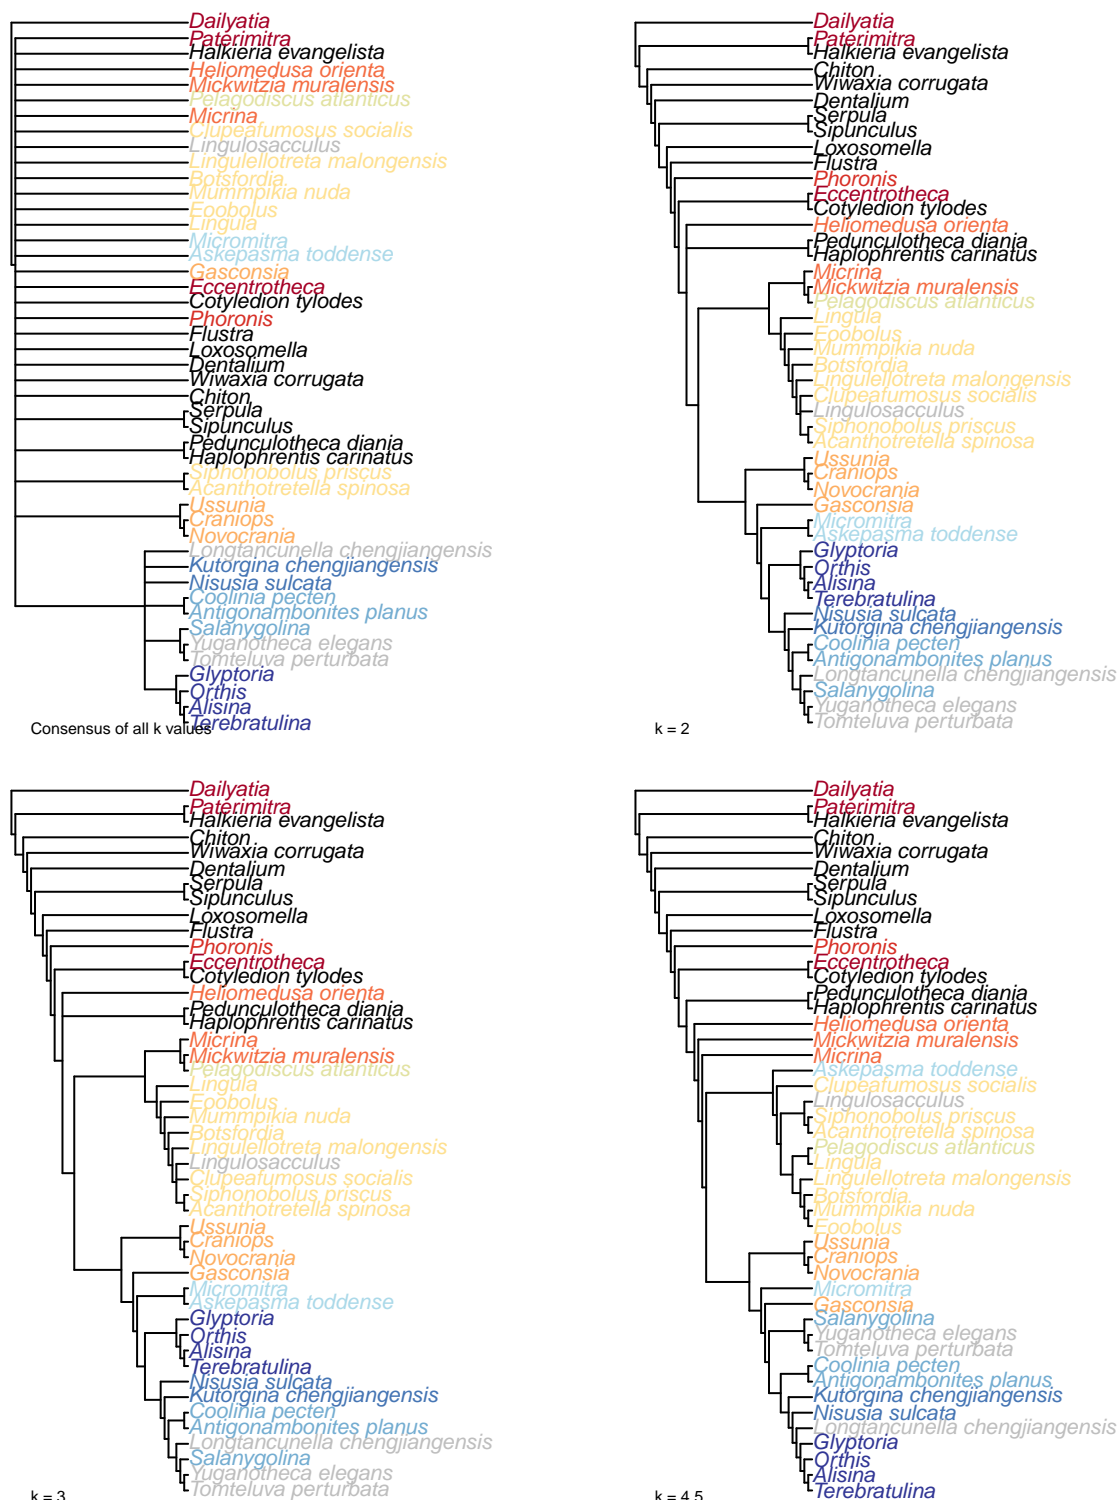 Dailyatia
Paterimitra
Halkieria evangelista
Heliomedusa orienta
Mickwitzia muralensis
Pelagodiscus atlanticus
Micrina
Clupeafumosus socialis
Lingulosacculus
Lingulellotreta malongensis
Botsfordia
Mummpikia nuda
Eoobolus
Lingula
Micromitra
Askepasma toddense
Gasconsia
Eccentrotheca
Cotyledion tylodes
Phoronis
Flustra
Loxosomella
Dentalium
Wiwaxia corrugata
Chiton
Serpula
Sipunculus
Pedunculotheca diania
Haplophrentis carinatus
Siphonobolus priscus
Acanthotretella spinosa
Ussunia
Craniops
Novocrania
Longtancunella chengjiangensis
Kutorgina chengjiangensis
Nisusia sulcata
Coolinia pecten
Antigonambonites planus
Salanygolina
Yuganotheca elegans
Tomteluva perturbata
Glyptoria
Orthis
Alisina
Terebratulina
Consensus of all k values
Dailyatia
Paterimitra
Halkieria evangelista
Chiton
Wiwaxia corrugata
Dentalium
Serpula
Sipunculus
Loxosomella
Flustra
Phoronis
Eccentrotheca
Cotyledion tylodes
Heliomedusa orienta
Pedunculotheca diania
Haplophrentis carinatus
Micrina
Mickwitzia muralensis
Pelagodiscus atlanticus
Lingula
Eoobolus
Mummpikia nuda
Botsfordia
Lingulellotreta malongensis
Clupeafumosus socialis
Lingulosacculus
Siphonobolus priscus
Acanthotretella spinosa
Ussunia
Craniops
Novocrania
Gasconsia
Micromitra
Askepasma toddense
Glyptoria
Orthis
Alisina
Terebratulina
Nisusia sulcata
Kutorgina chengjiangensis
Coolinia pecten
Antigonambonites planus
Longtancunella chengjiangensis
Salanygolina
Yuganotheca elegans
Tomteluva perturbata
k = 2
Dailyatia
Paterimitra
Halkieria evangelista
Chiton
Wiwaxia corrugata
Dentalium
Serpula
Sipunculus
Loxosomella
Flustra
Phoronis
Eccentrotheca
Cotyledion tylodes
Heliomedusa orienta
Pedunculotheca diania
Haplophrentis carinatus
Micrina
Mickwitzia muralensis
Pelagodiscus atlanticus
Lingula
Eoobolus
Mummpikia nuda
Botsfordia
Lingulellotreta malongensis
Lingulosacculus
Clupeafumosus socialis
Siphonobolus priscus
Acanthotretella spinosa
Ussunia
Craniops
Novocrania
Gasconsia
Micromitra
Askepasma toddense
Glyptoria
Orthis
Alisina
Terebratulina
Nisusia sulcata
Kutorgina chengjiangensis
Coolinia pecten
Antigonambonites planus
Longtancunella chengjiangensis
Salanygolina
Yuganotheca elegans
Tomteluva perturbata
k = 3
Dailyatia
Paterimitra
Halkieria evangelista
Chiton
Wiwaxia corrugata
Dentalium
Serpula
Sipunculus
Loxosomella
Flustra
Phoronis
Eccentrotheca
Cotyledion tylodes
Pedunculotheca diania
Haplophrentis carinatus
Heliomedusa orienta
Mickwitzia muralensis
Micrina
Askepasma toddense
Clupeafumosus socialis
Lingulosacculus
Siphonobolus priscus
Acanthotretella spinosa
Pelagodiscus atlanticus
Lingula
Lingulellotreta malongensis
Botsfordia
Mummpikia nuda
Eoobolus
Ussunia
Craniops
Novocrania
Micromitra
Gasconsia
Salanygolina
Yuganotheca elegans
Tomteluva perturbata
Coolinia pecten
Antigonambonites planus
Kutorgina chengjiangensis
Nisusia sulcata
Longtancunella chengjiangensis
Glyptoria
Orthis
Alisina
Terebratulina
k = 4.5